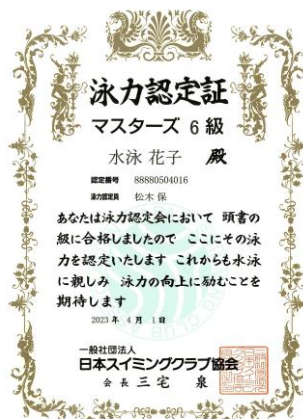 泳力認定証
マスターズ 6 級
水泳 花子 殿
認定番号 88880504016
泳力認定員 松木 保
あなたは泳力認定会において 頭書の
級に合格しましたので ここにその泳
力を認定いたします これからも水泳
に親しみ 泳力の向上に励むことを
期待します
2023 年 4 月 1 日
一般社団法人
日本スイミングクラブ協会
会 長 三 宅 泉